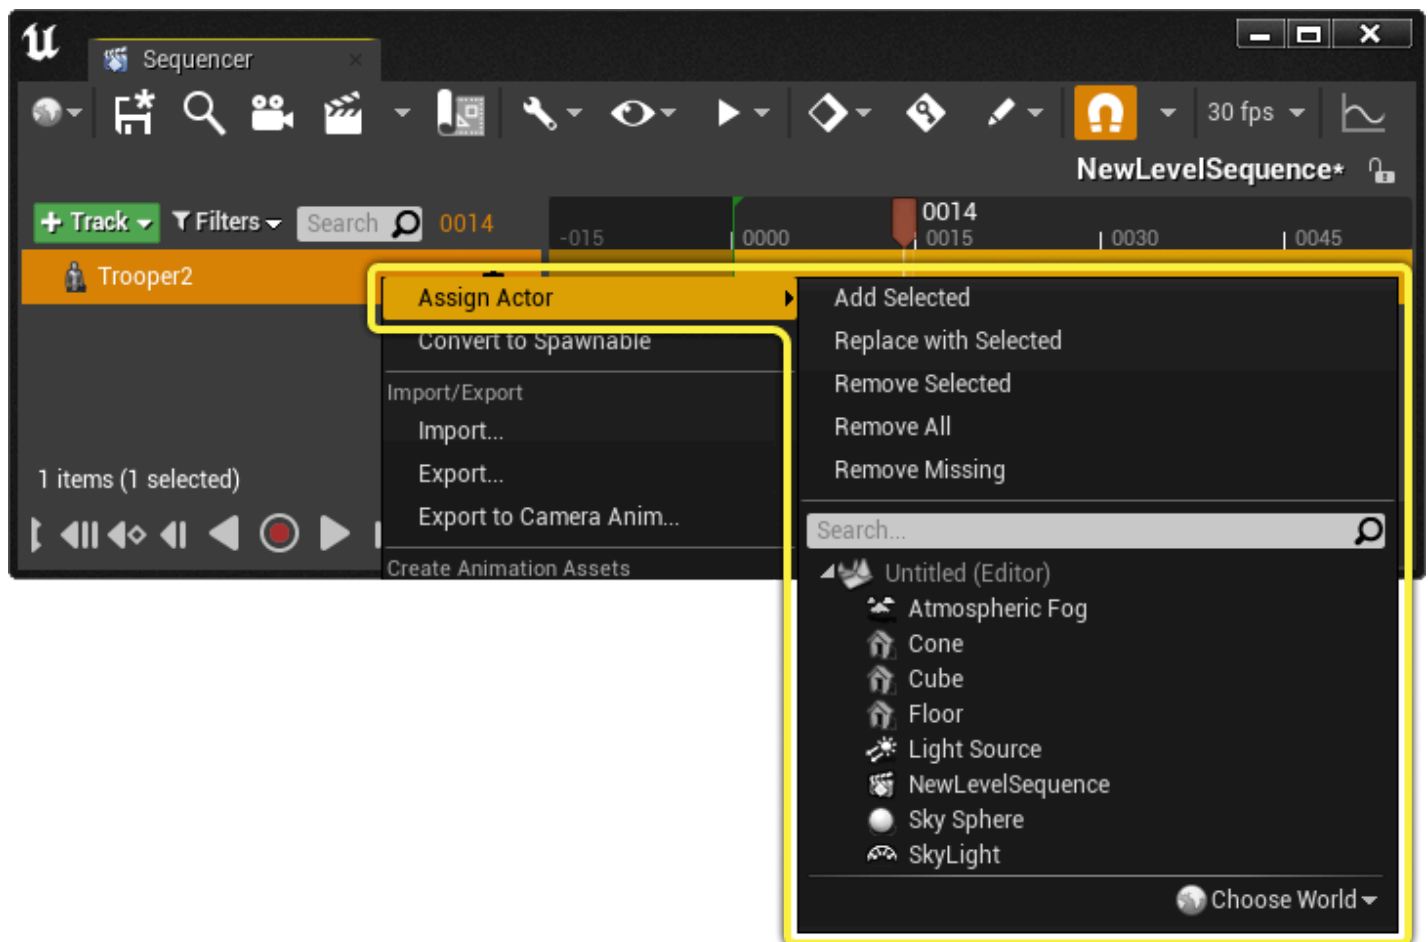 Sequencer
30 fps
NewLevelSequence*
+ Track
Filters
Search
0014
0014
-015
0000
0015
0030
0045
Trooper2
Assign Actor
Convert to Spawnable
Import/Export
Import...
Export...
Export to Camera Anim...
Create Animation Assets
1 items (1 selected)
Add Selected
Replace with Selected
Remove Selected
Remove All
Remove Missing
Search...
Untitled (Editor)
Atmospheric Fog
Cone
Cube
Floor
Light Source
NewLevelSequence
Sky Sphere
SkyLight
Choose World